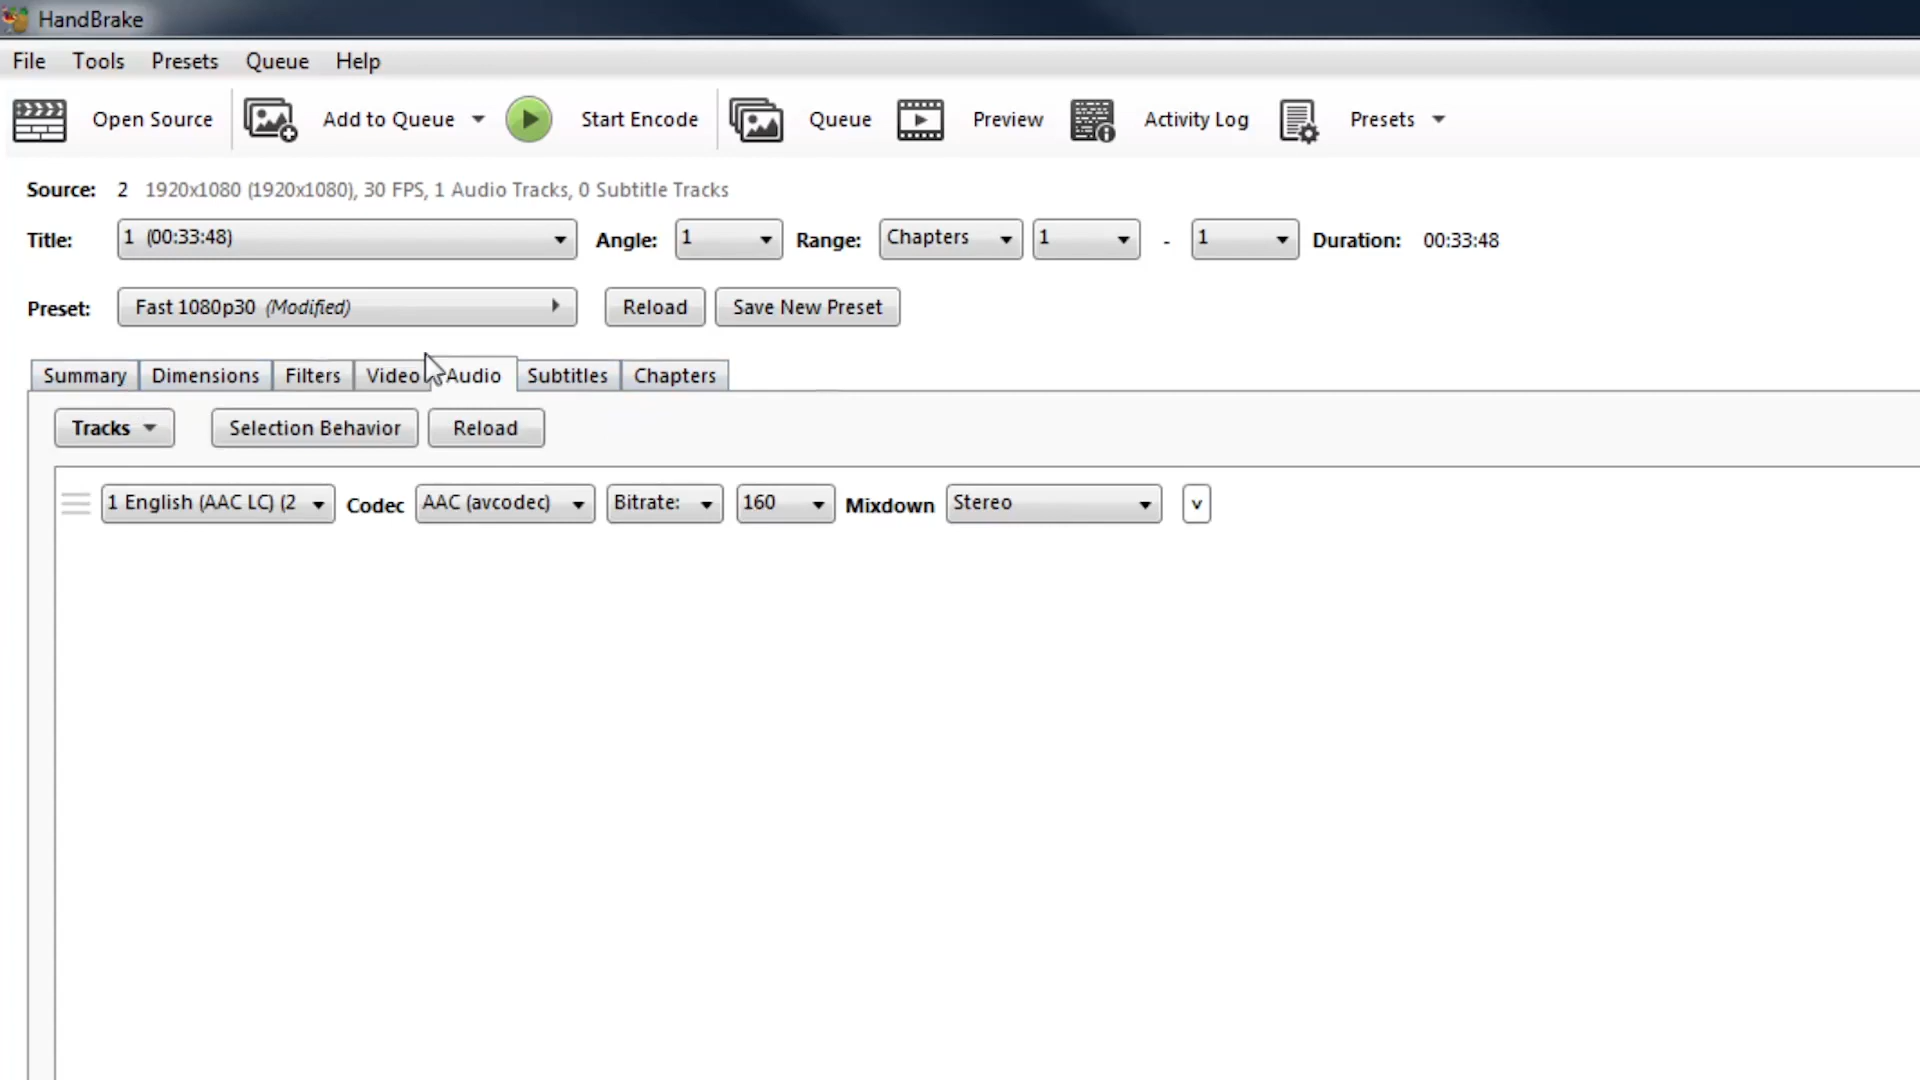 HandBrake
File Tools Presets Queue Help
Open Source Add to Queue Start Encode Queue Preview Activity Log Presets
Source: 2 1920x1080 (1920x1080), 30 FPS, 1 Audio Tracks, 0 Subtitle Tracks
Title: 1 (00:33:48) Angle: 1 Range: Chapters 1 - 1 Duration: 00:33:48
Preset: Fast 1080p30 (Modified) Reload Save New Preset
Summary Dimensions Filters Video Audio Subtitles Chapters
Tracks Selection Behavior Reload
1 English (AAC LC) (2 Codec AAC (avcodec) Bitrate: 160 Mixdown Stereo v